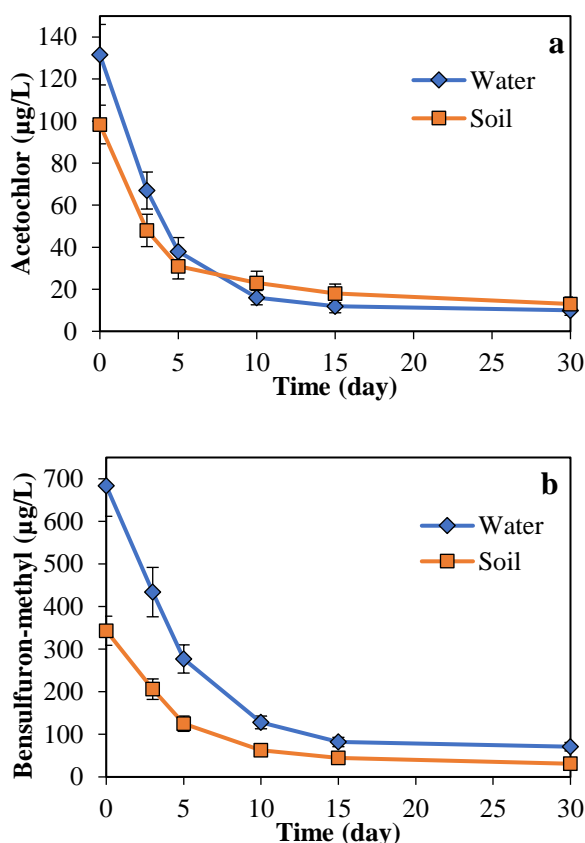 a
Acetochlor (µg/L)
140
120
100
80
60
40
20
0
Water
Soil
0 5 10 15 20 25 30
Time (day)
b
Bensulfuron-methyl (µg/L)
700
600
500
400
300
200
100
0
Water
Soil
0 5 10 15 20 25 30
Time (day)